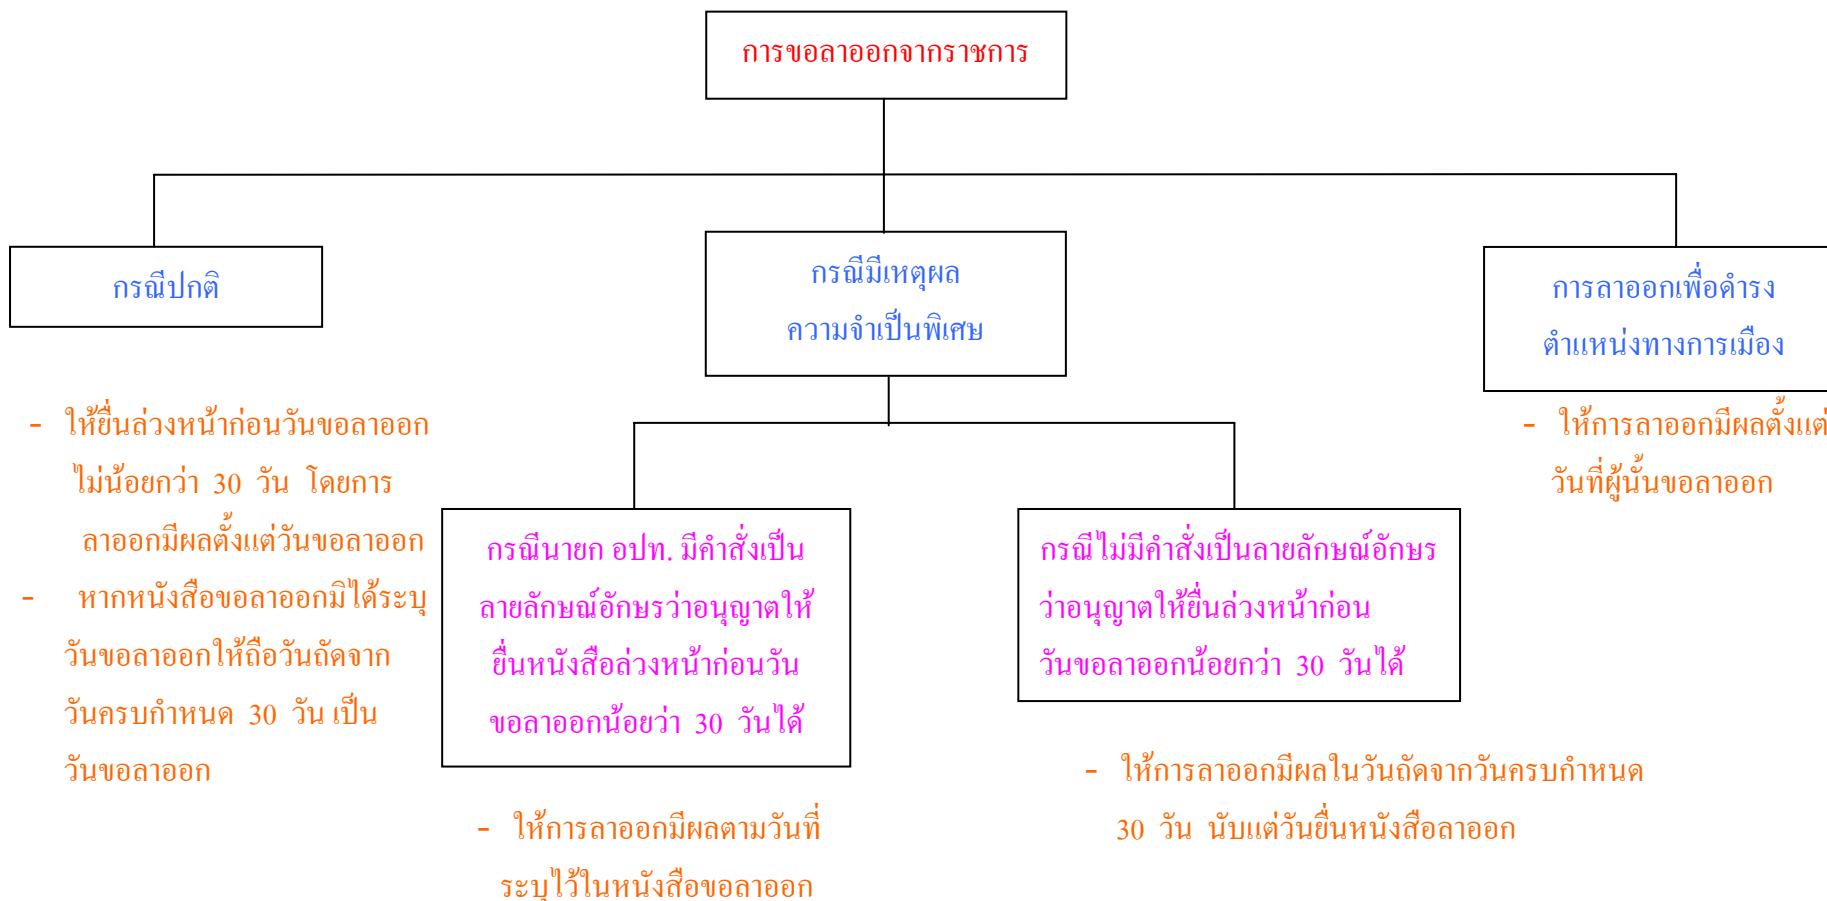 การขอลาออกจากราชการ
กรณีปกติ
- ให้ยื่นล่วงหน้าก่อนวันขอลาออก
ไม่น้อยกว่า 30 วัน โดยการ
ลาออกมีผลตั้งแต่วันขอลาออก
- หากหนังสือขอลาออกมิได้ระบุ
วันขอลาออกให้ถือวันถัดจาก
วันครบกำหนด 30 วัน เป็น
วันขอลาออก
กรณีมีเหตุผล
ความจำเป็นพิเศษ
กรณีนายก อปท. มีคำสั่งเป็น
ลายลักษณ์อักษรว่าอนุญาตให้
ยื่นหนังสือล่วงหน้าก่อนวัน
ขอลาออกน้อยว่า 30 วันได้
- ให้การลาออกมีผลตามวันที่
ระบุไว้ในหนังสือขอลาออก
กรณีไม่มีคำสั่งเป็นลายลักษณ์อักษร
ว่าอนุญาตให้ยื่นล่วงหน้าก่อน
วันขอลาออกน้อยกว่า 30 วันได้
- ให้การลาออกมีผลในวันถัดจากวันครบกำหนด
30 วัน นับแต่วันยื่นหนังสือลาออก
การลาออกเพื่อดำรง
ตำแหน่งทางการเมือง
- ให้การลาออกมีผลตั้งแต่
วันที่ผู้นั้นขอลาออก